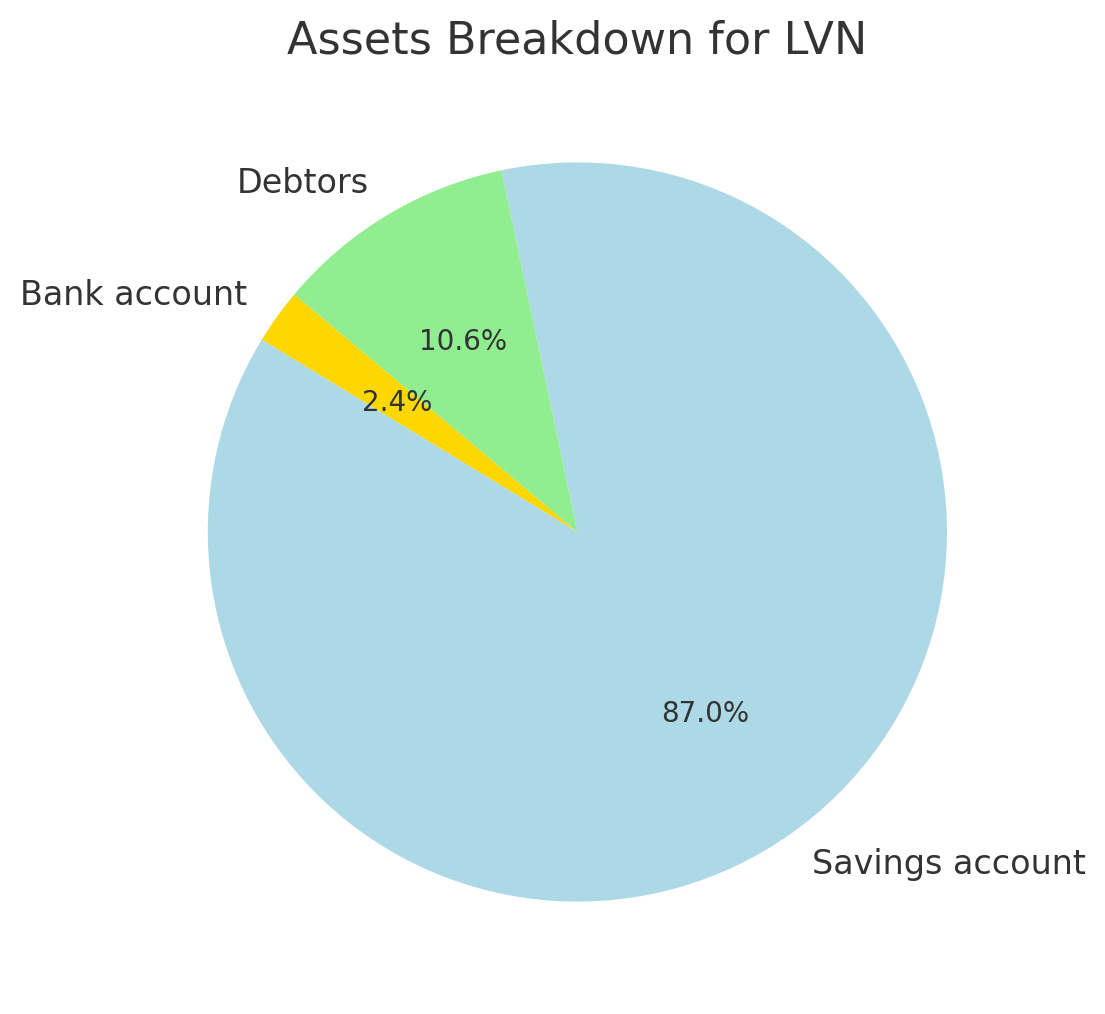 Assets Breakdown for LVN
Debtors
Bank account
10.6%
2.4%
87.0%
Savings account